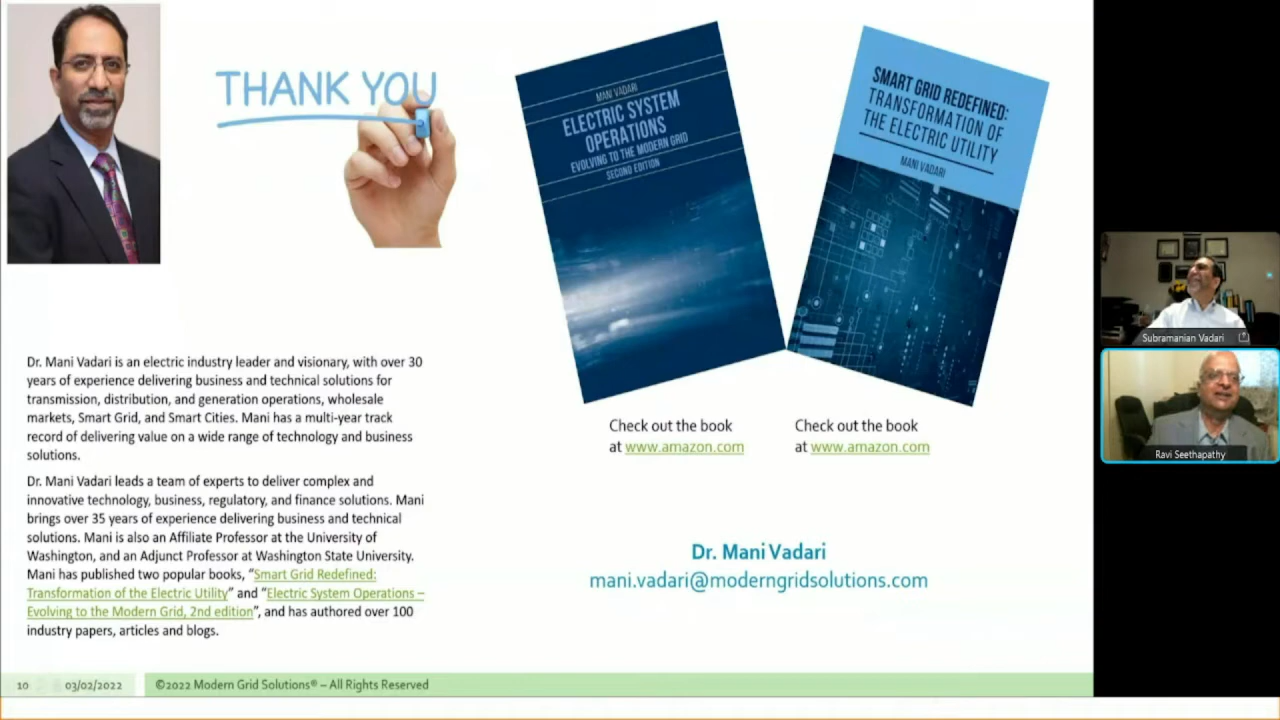 THANK YOU
MANI VADARI
ELECTRIC SYSTEM
OPERATIONS
EVOLVING TO THE MODERN GRID
SECOND EDITION
SMART GRID REDEFINED:
TRANSFORMATION OF
THE ELECTRIC UTILITY
MANI VADARI
Dr. Mani Vadari is an electric industry leader and visionary, with over 30
years of experience delivering business and technical solutions for
transmission, distribution, and generation operations, wholesale
markets, Smart Grid, and Smart Cities. Mani has a multi-year track
record of delivering value on a wide range of technology and business
solutions.
Dr. Mani Vadari leads a team of experts to deliver complex and
innovative technology, business, regulatory, and finance solutions. Mani
brings over 35 years of experience delivering business and technical
solutions. Mani is also an Affiliate Professor at the University of
Washington, and an Adjunct Professor at Washington State University.
Mani has published two popular books, “Smart Grid Redefined:
Transformation of the Electric Utility” and “Electric System Operations –
Evolving to the Modern Grid, 2nd edition”, and has authored over 100
industry papers, articles and blogs.
Check out the book
at www.amazon.com
Check out the book
at www.amazon.com
Dr. Mani Vadari
mani.vadari@moderngridsolutions.com
10 03/02/2022 ©2022 Modern Grid Solutions® – All Rights Reserved
Subramanian Vadari
Ravi Seethapathy